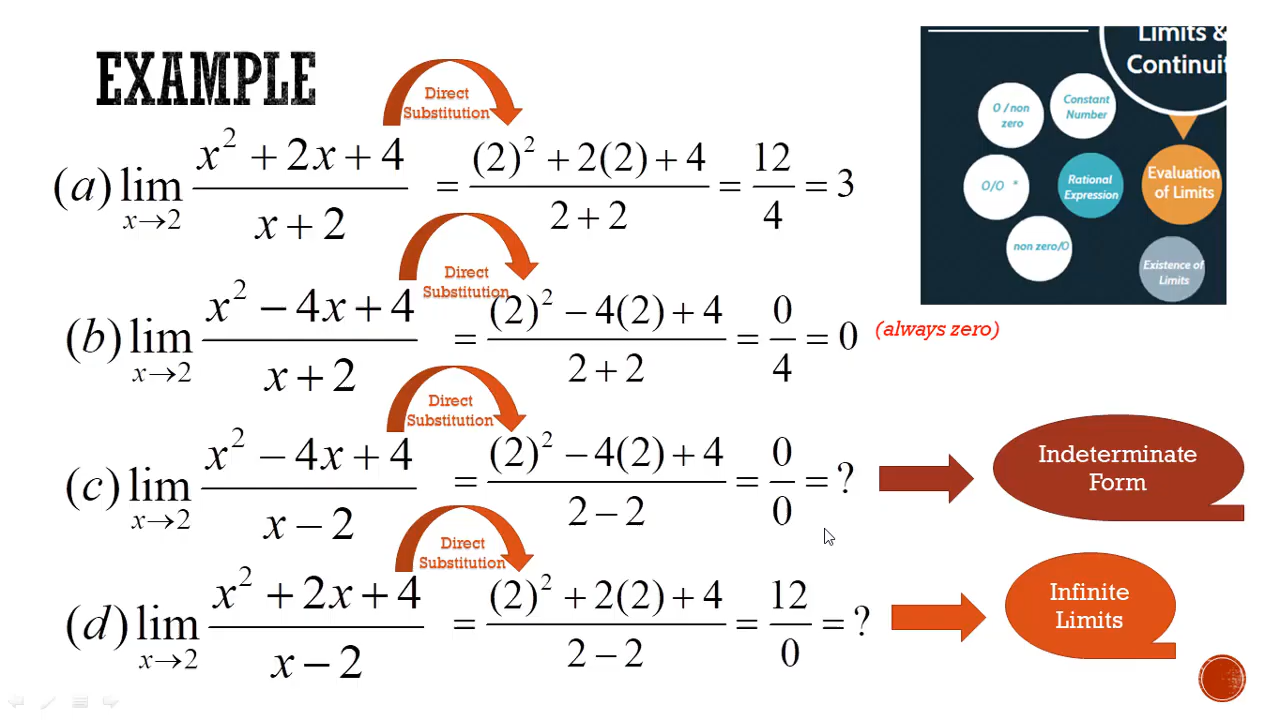 EXAMPLE
Limits &
Continuit
O / non
zero
Constant
Number
O/O *
Rational
Expression
Evaluation
of Limits
non zero/O
Existence of
Limits
Direct
Substitution
(a) lim x→2 (x² + 2x + 4)/(x + 2) = ((2)² + 2(2) + 4)/(2 + 2) = 12/4 = 3
Direct
Substitution
(b) lim x→2 (x² − 4x + 4)/(x + 2) = ((2)² − 4(2) + 4)/(2 + 2) = 0/4 = 0 (always zero)
Direct
Substitution
(c) lim x→2 (x² − 4x + 4)/(x − 2) = ((2)² − 4(2) + 4)/(2 − 2) = 0/0 = ?
Indeterminate
Form
Direct
Substitution
(d) lim x→2 (x² + 2x + 4)/(x − 2) = ((2)² + 2(2) + 4)/(2 − 2) = 12/0 = ?
Infinite
Limits